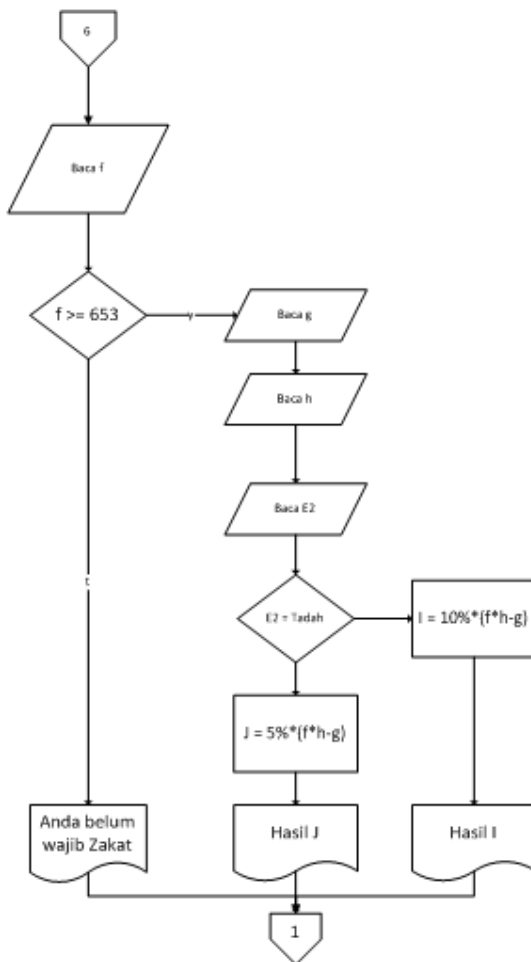 6
Baca f
f >= 653
y
Baca g
Baca h
Baca E2
t
E2 = Tadah
I = 10%*(f*h-g)
J = 5%*(f*h-g)
Anda belum
wajib Zakat
Hasil J
Hasil I
1